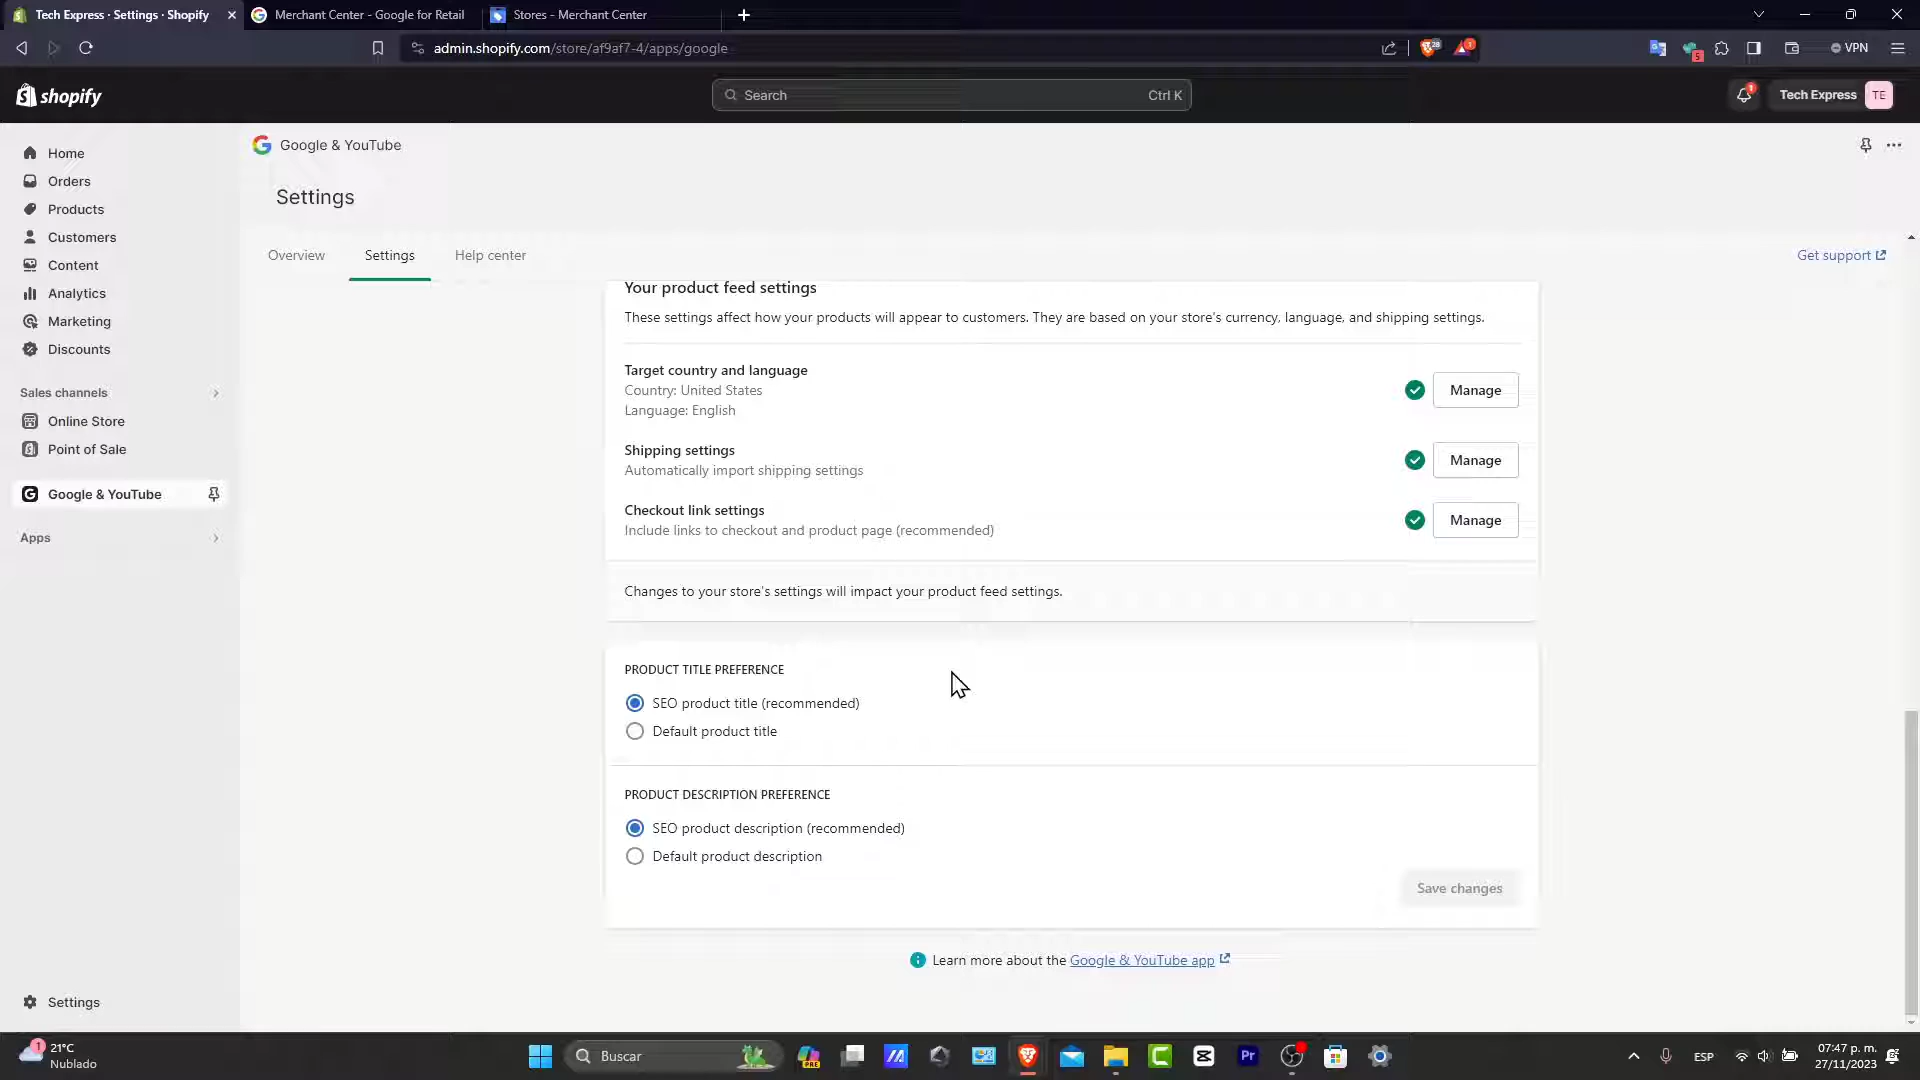 Tech Express · Settings · Shopify
Merchant Center - Google for Retail
Stores - Merchant Center
admin.shopify.com/store/af9af7-4/apps/google
28
1
5
VPN
shopify
Search
Ctrl K
1
Tech Express
TE
Home
Orders
Products
Customers
Content
Analytics
Marketing
Discounts
Sales channels
Online Store
Point of Sale
Google & YouTube
Apps
Settings
Google & YouTube
Settings
Overview
Settings
Help center
Get support
Your product feed settings
These settings affect how your products will appear to customers. They are based on your store's currency, language, and shipping settings.
Target country and language
Country: United States
Language: English
Manage
Shipping settings
Automatically import shipping settings
Manage
Checkout link settings
Include links to checkout and product page (recommended)
Manage
Changes to your store's settings will impact your product feed settings.
PRODUCT TITLE PREFERENCE
SEO product title (recommended)
Default product title
PRODUCT DESCRIPTION PREFERENCE
SEO product description (recommended)
Default product description
Save changes
Learn more about the Google & YouTube app
1
21°C
Nublado
Buscar
PRE
Pr
ESP
07:47 p. m.
27/11/2023